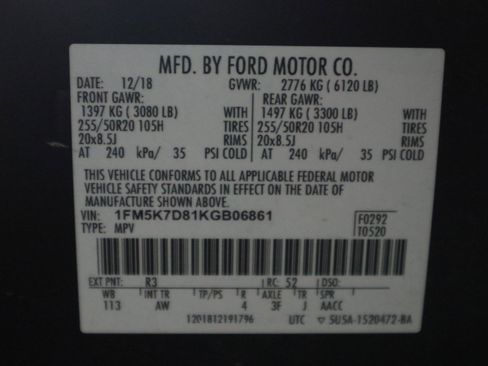 MFD. BY FORD MOTOR CO.
DATE: 12/18 GVWR: 2776 KG ( 6120 LB)
FRONT GAWR: REAR GAWR:
1397 KG ( 3080 LB) WITH 1497 KG ( 3300 LB) WITH
255/50R20 105H TIRES 255/50R20 105H TIRES
20x8.5J RIMS 20x8.5J RIMS
AT 240 kPa/ 35 PSI COLD AT 240 kPa/ 35 PSI COLD
THIS VEHICLE CONFORMS TO ALL APPLICABLE FEDERAL MOTOR
VEHICLE SAFETY STANDARDS IN EFFECT ON THE DATE OF
MANUFACTURE SHOWN ABOVE.
VIN: 1FM5K7D81KGB06861 F0292
TYPE: MPV T0520
EXT PNT: R3 RC: 52 DSO:
WB INT TR TP/PS R AXLE TR SPR
113 AW 4 3F J AACC
1201812191796 UTC ▽ 5U5A-1520472-BA